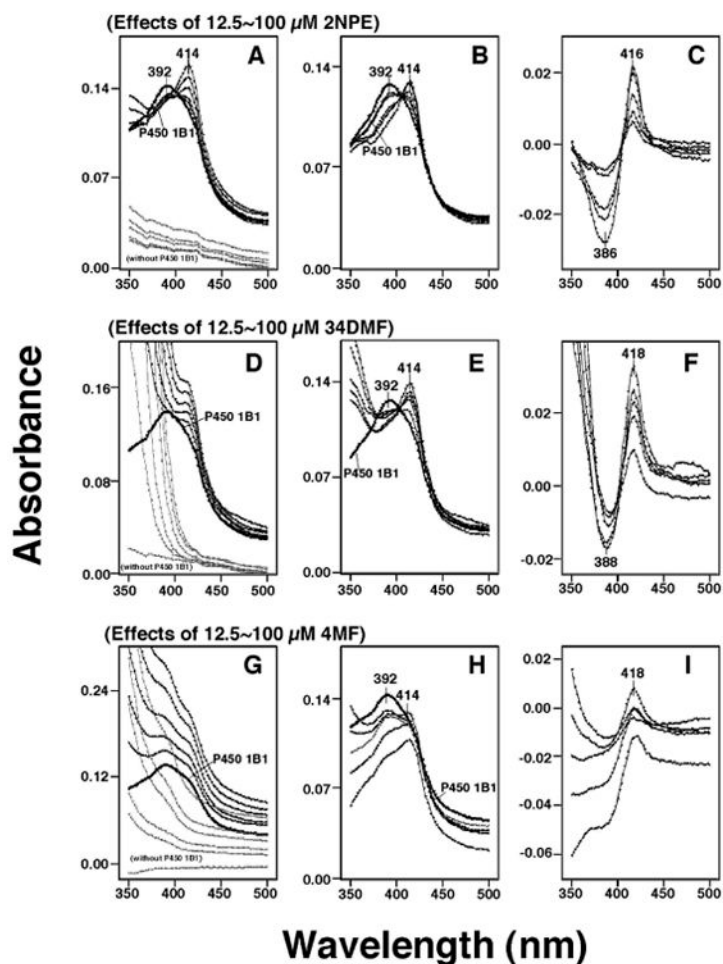 (Effects of 12.5~100 µM 2NPE)
A
392
414
P450 1B1
(without P450 1B1)
0.14
0.07
0.00
350 400 450 500
B
392
414
P450 1B1
0.14
0.07
0.00
350 400 450 500
C
416
386
0.02
0.00
-0.02
350 400 450 500
(Effects of 12.5~100 µM 34DMF)
D
P450 1B1
(without P450 1B1)
0.16
0.08
0.00
350 400 450 500
E
392
414
P450 1B1
0.14
0.07
0.00
350 400 450 500
F
418
388
0.02
0.00
-0.02
350 400 450 500
(Effects of 12.5~100 µM 4MF)
G
P450 1B1
(without P450 1B1)
0.24
0.12
0.00
350 400 450 500
H
392
414
P450 1B1
0.14
0.07
0.00
350 400 450 500
I
418
0.02
0.00
-0.02
-0.04
-0.06
350 400 450 500
Absorbance
Wavelength (nm)